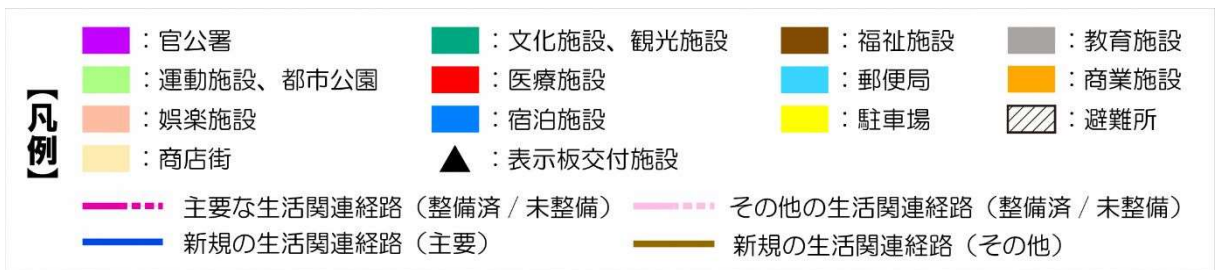 【凡例】
：官公署 ：文化施設、観光施設 ：福祉施設 ：教育施設
：運動施設、都市公園 ：医療施設 ：郵便局 ：商業施設
：娯楽施設 ：宿泊施設 ：駐車場 ：避難所
：商店街 ：表示板交付施設
主要な生活関連経路（整備済 / 未整備） その他の生活関連経路（整備済 / 未整備）
新規の生活関連経路（主要） 新規の生活関連経路（その他）